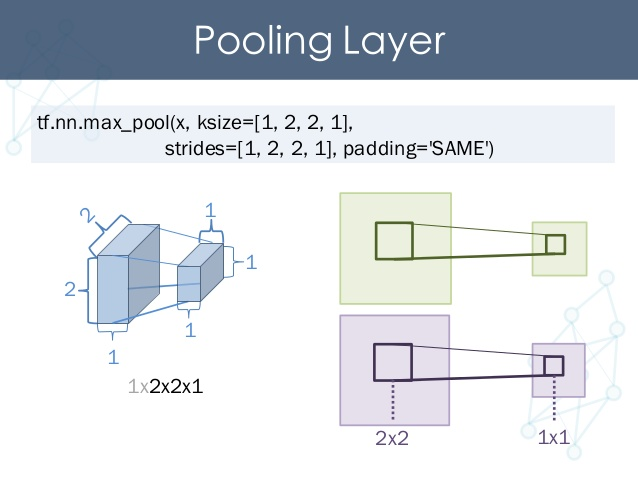 Pooling Layer
tf.nn.max_pool(x, ksize=[1, 2, 2, 1],
strides=[1, 2, 2, 1], padding='SAME')
2
1
2
1
1
1
1x2x2x1
2x2
1x1